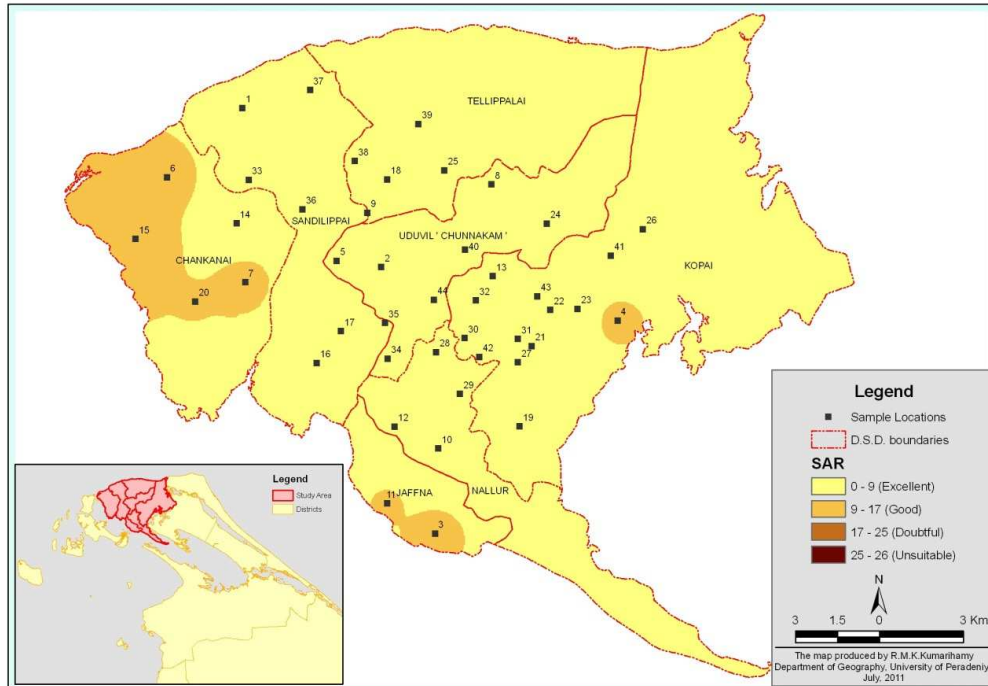 37
1
TELLIPPALAI
39
38
25
6
33
18
8
36
9
SANDILIPPAI
14
24
26
UDUVIL ' CHUNNAKAM '
15
40
41
5
2
CHANKANAI
KOPAI
13
7
43
20
44
32
22
23
4
35
17
30
31
21
28
42
27
34
16
29
12
19
10
NALLUR
JAFFNA
11
3
Legend
Sample Locations
D.S.D. boundaries
SAR
0 - 9 (Excellent)
9 - 17 (Good)
17 - 25 (Doubtful)
25 - 26 (Unsuitable)
N
3 1.5 0 3 Km
The map produced by R.M.K.Kumarihamy
Department of Geography, University of Peradeniy
July, 2011
Legend
Study Area
Districts